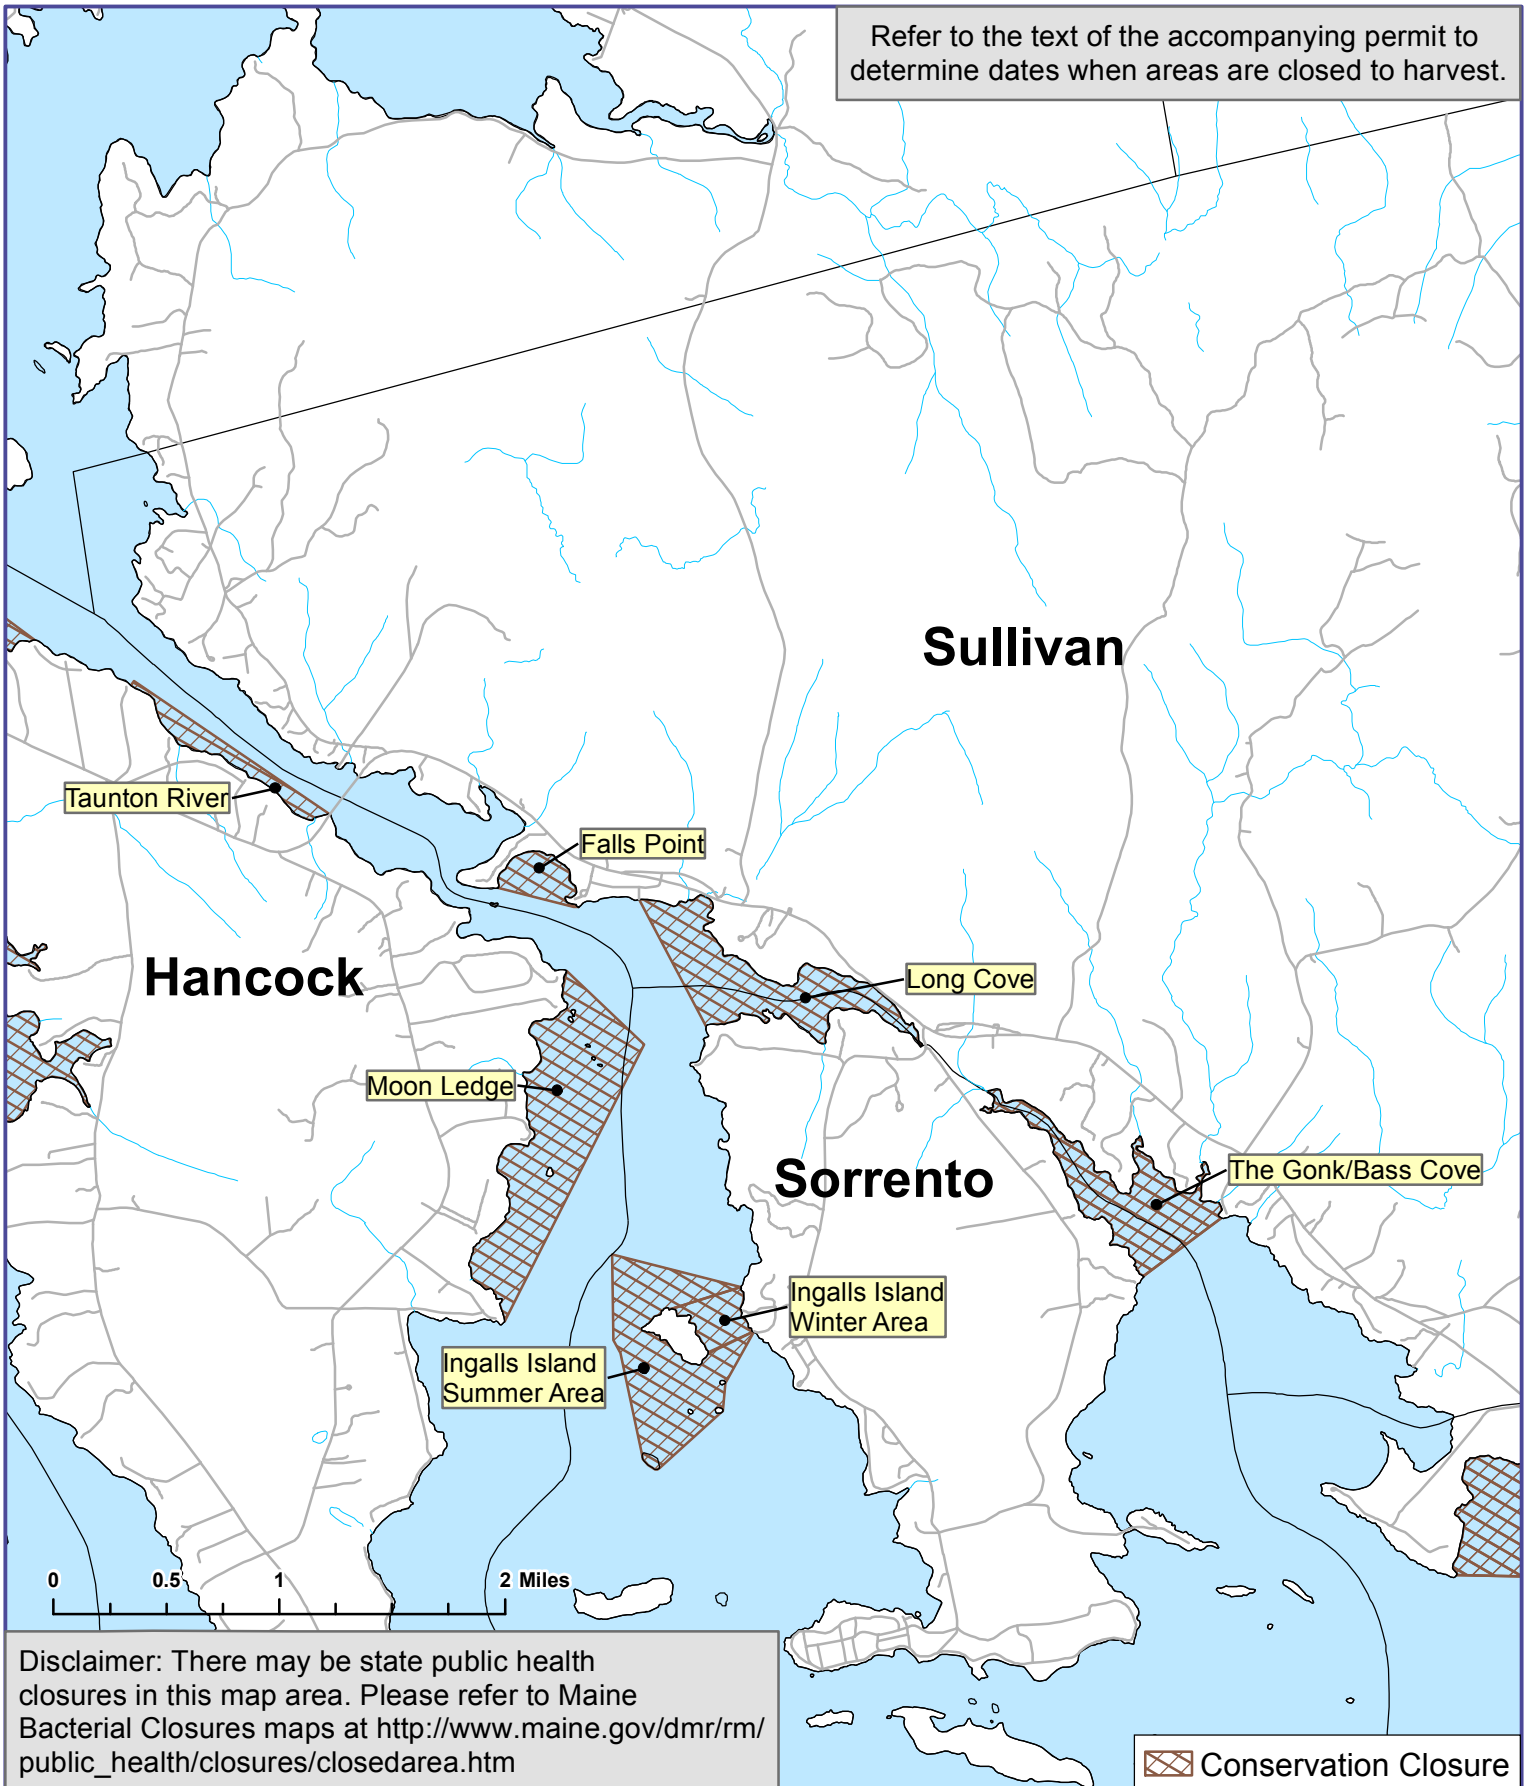 Refer to the text of the accompanying permit to
determine dates when areas are closed to harvest.
Sullivan
Taunton River
Falls Point
Hancock
Long Cove
Moon Ledge
Sorrento
The Gonk/Bass Cove
Ingalls Island
Winter Area
Ingalls Island
Summer Area
0 0.5 1 2 Miles
Disclaimer: There may be state public health
closures in this map area. Please refer to Maine
Bacterial Closures maps at http://www.maine.gov/dmr/rm/
public_health/closures/closedarea.htm
Conservation Closure